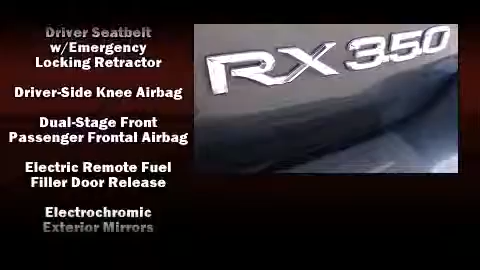 Driver Seatbelt
w/Emergency
Locking Retractor
Driver-Side Knee Airbag
Dual-Stage Front
Passenger Frontal Airbag
Electric Remote Fuel
Filler Door Release
Electrochromic
Exterior Mirrors
RX 350